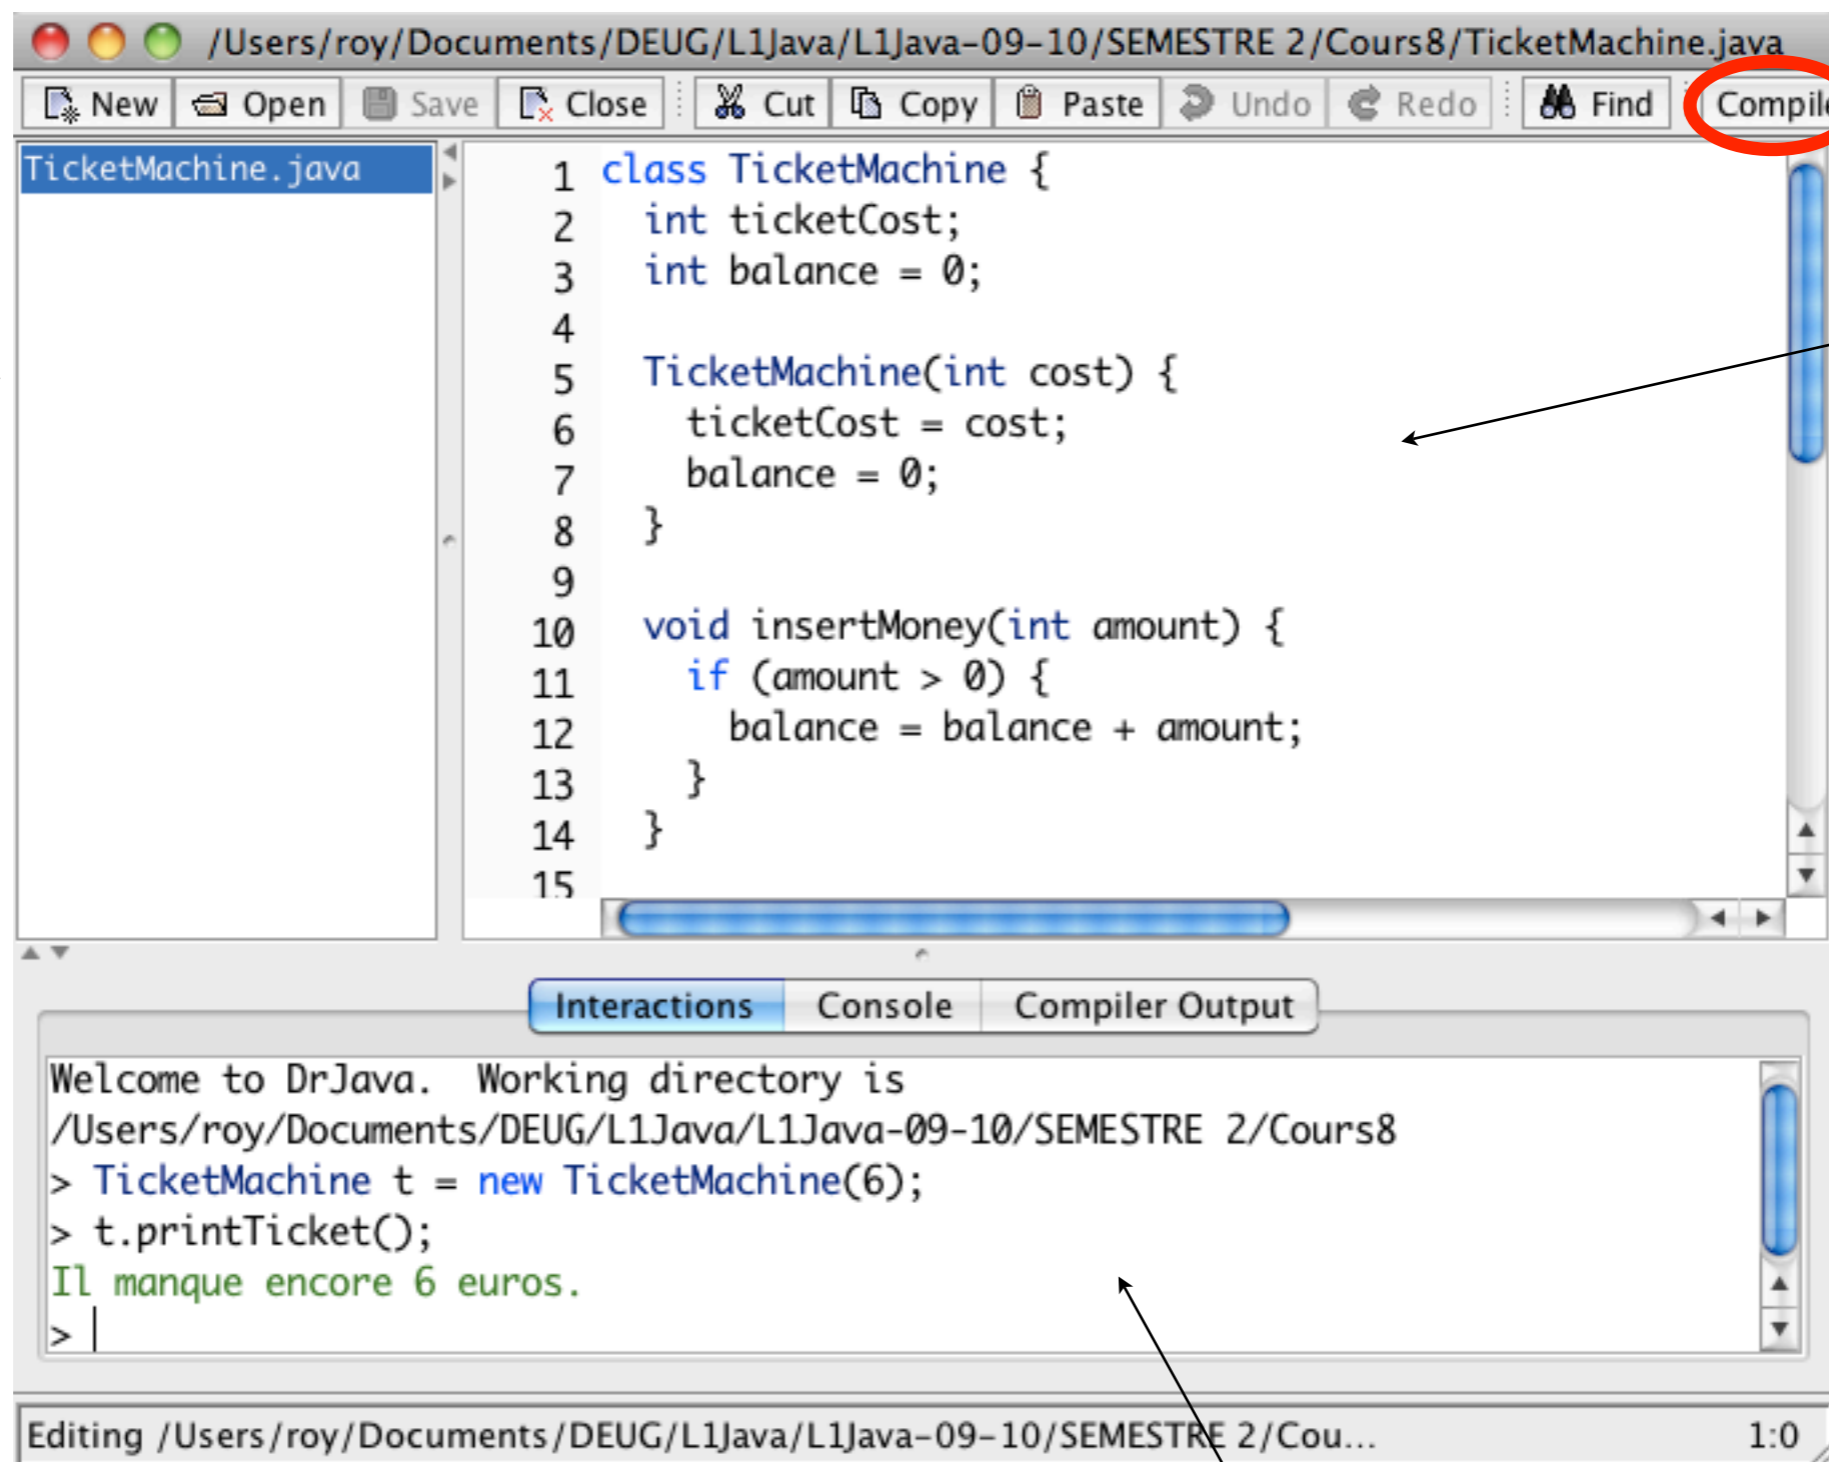 /Users/roy/Documents/DEUG/L1Java/L1Java-09-10/SEMESTRE 2/Cours8/TicketMachine.java
New Open Save Close Cut Copy Paste Undo Redo Find Compile
TicketMachine.java
1 class TicketMachine {
2 int ticketCost;
3 int balance = 0;
4
5 TicketMachine(int cost) {
6 ticketCost = cost;
7 balance = 0;
8 }
9
10 void insertMoney(int amount) {
11 if (amount > 0) {
12 balance = balance + amount;
13 }
14 }
15
Interactions Console Compiler Output
Welcome to DrJava. Working directory is
/Users/roy/Documents/DEUG/L1Java/L1Java-09-10/SEMESTRE 2/Cours8
> TicketMachine t = new TicketMachine(6);
> t.printTicket();
Il manque encore 6 euros.
>
Editing /Users/roy/Documents/DEUG/L1Java/L1Java-09-10/SEMESTRE 2/Cou... 1:0